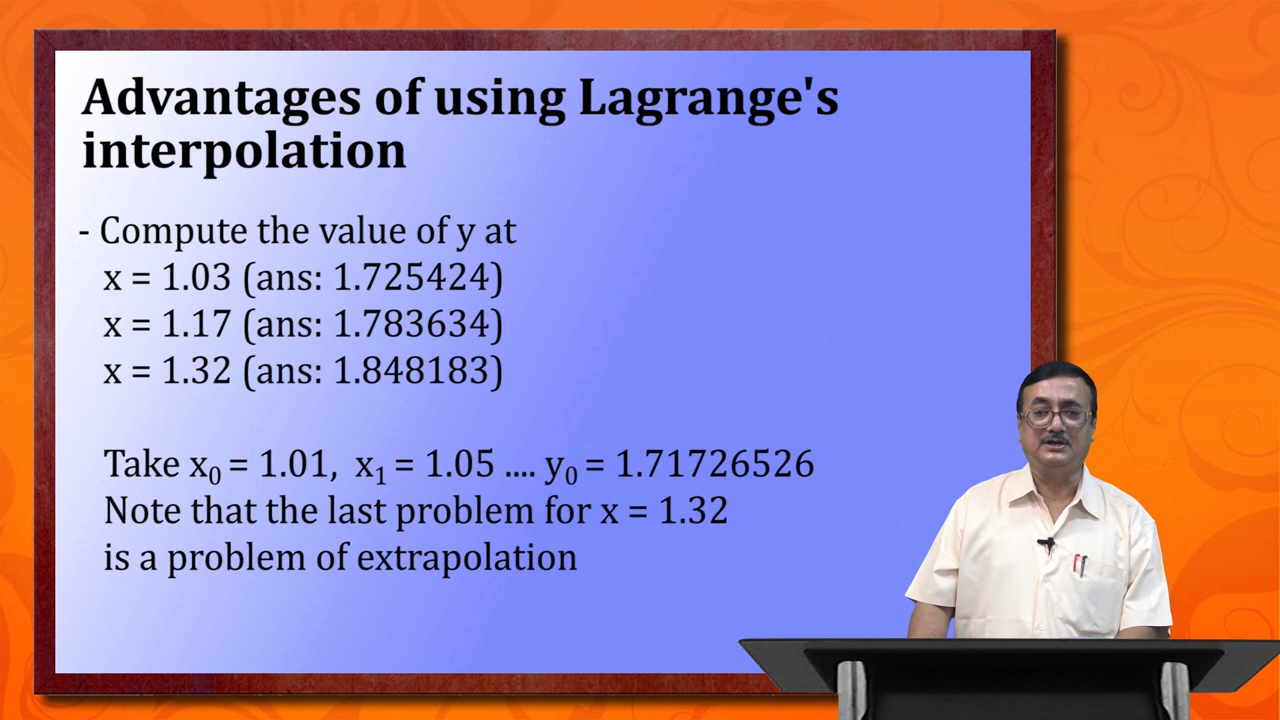 Advantages of using Lagrange's
interpolation
- Compute the value of y at
x = 1.03 (ans: 1.725424)
x = 1.17 (ans: 1.783634)
x = 1.32 (ans: 1.848183)
Take x₀ = 1.01, x₁ = 1.05 .... y₀ = 1.71726526
Note that the last problem for x = 1.32
is a problem of extrapolation